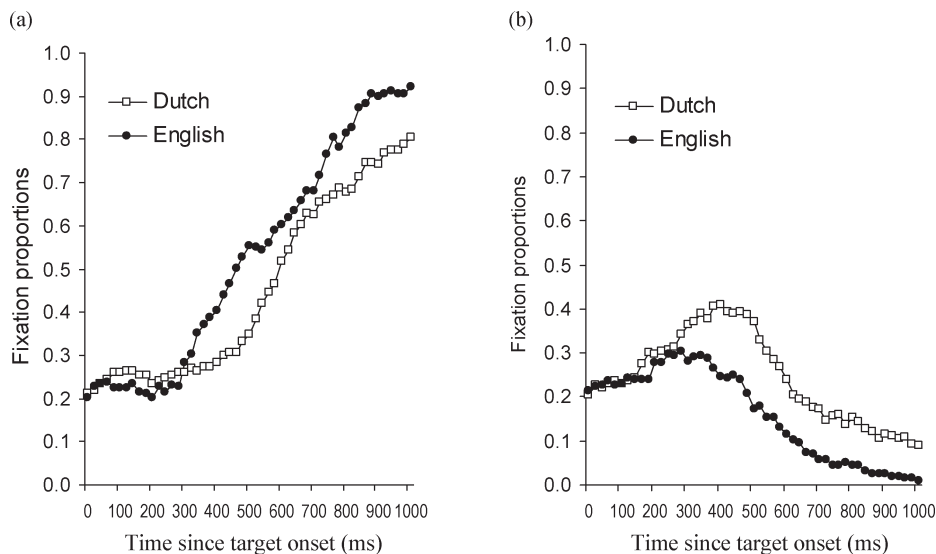 (a)
1.0
0.9
0.8
0.7
0.6
0.5
0.4
0.3
0.2
0.1
0.0
Fixation proportions
Dutch
English
0 100 200 300 400 500 600 700 800 900 1000
Time since target onset (ms)
(b)
1.0
0.9
0.8
0.7
0.6
0.5
0.4
0.3
0.2
0.1
0.0
Fixation proportions
Dutch
English
0 100 200 300 400 500 600 700 800 900 1000
Time since target onset (ms)